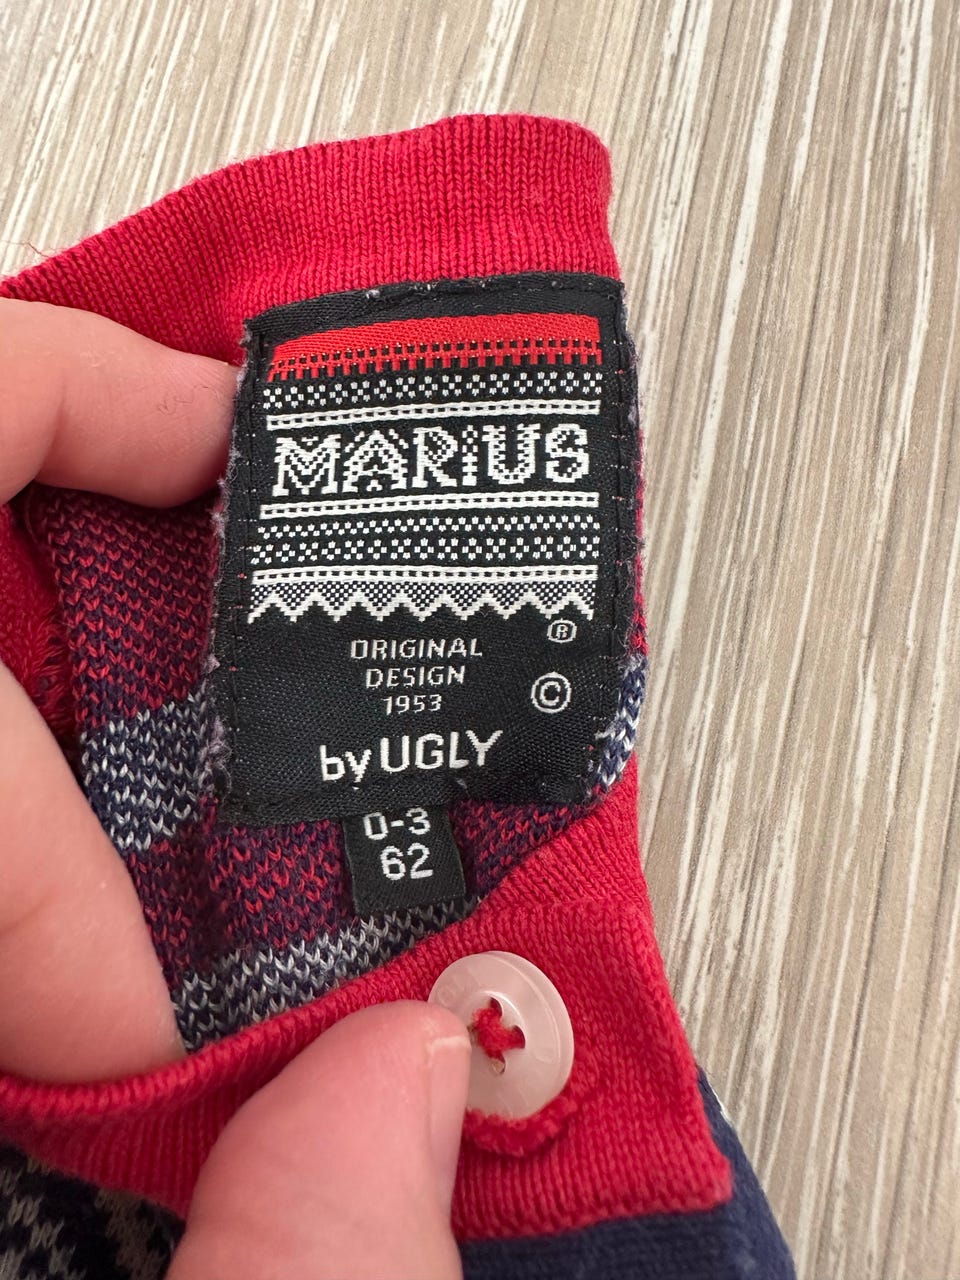 MARIUS
®
ORIGINAL
DESIGN
1953
©
by UGLY
0-3
62